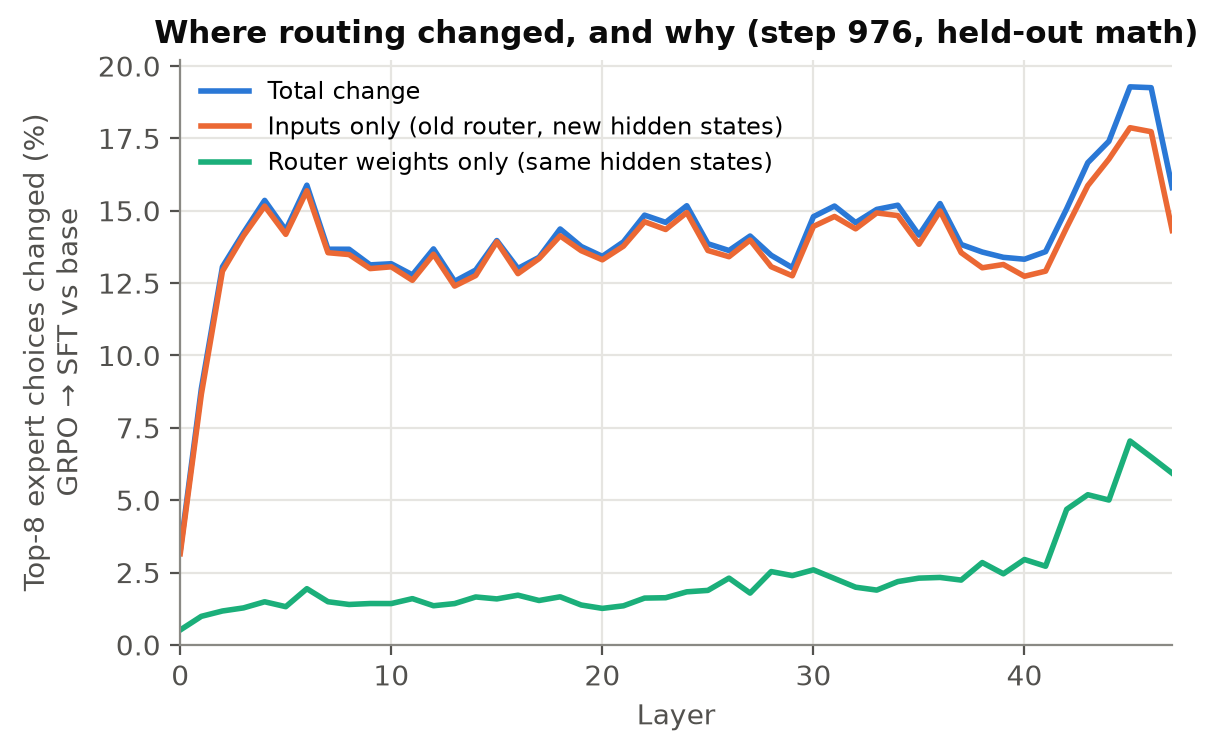 Where routing changed, and why (step 976, held-out math)
Top-8 expert choices changed (%)
GRPO → SFT vs base
20.0
17.5
15.0
12.5
10.0
7.5
5.0
2.5
0.0
Total change
Inputs only (old router, new hidden states)
Router weights only (same hidden states)
0 10 20 30 40
Layer